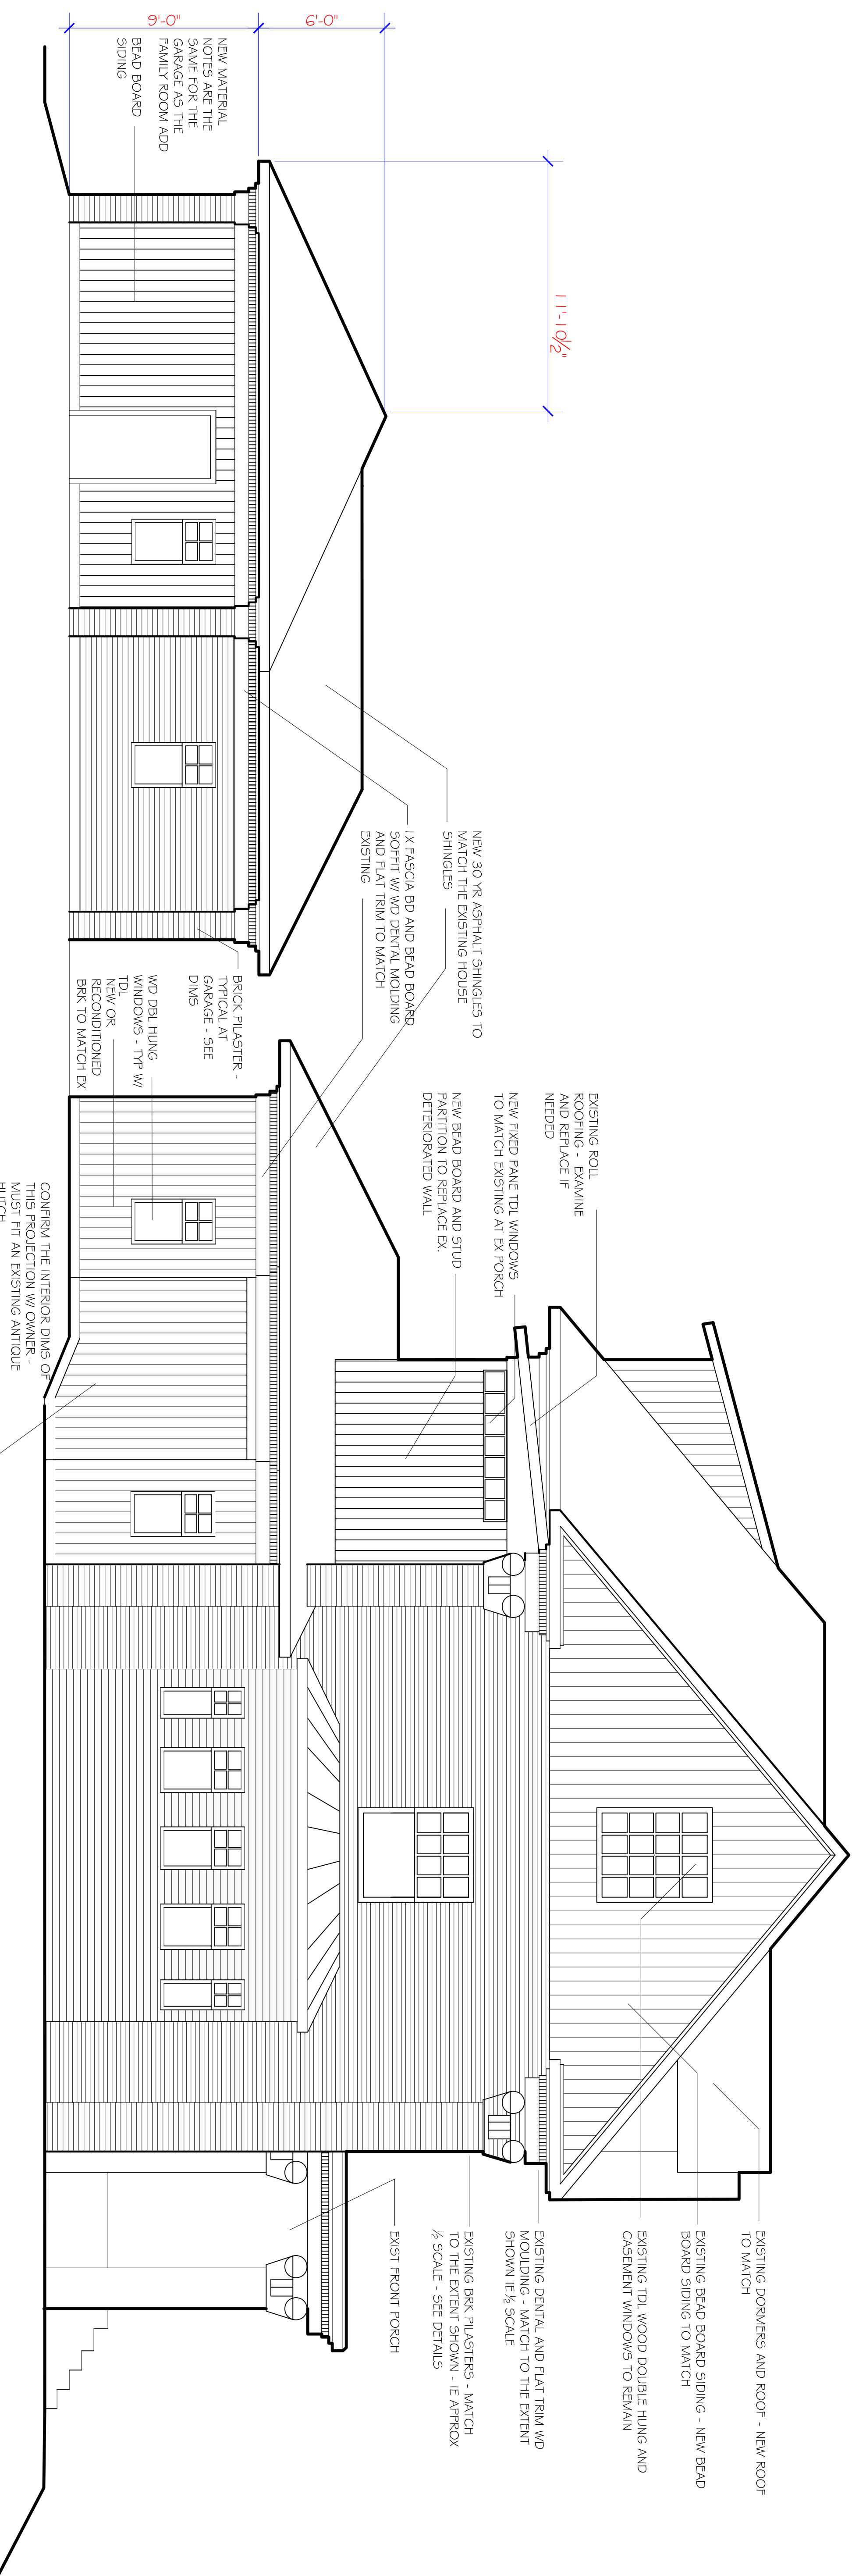 9'-0"
6'-0"
11'-10½"
NEW MATERIAL
NOTES ARE THE
SAME FOR THE
GARAGE AS THE
FAMILY ROOM ADD
BEAD BOARD
SIDING
NEW 30 YR ASPHALT SHINGLES TO
MATCH THE EXISTING HOUSE
SHINGLES
1X FASCIA BD AND BEAD BOARD
SOFFIT W/ WD DENTAL MOLDING
AND FLAT TRIM TO MATCH
EXISTING
BRICK PILASTER -
TYPICAL AT
GARAGE - SEE
DIMS
WD DBL HUNG
WINDOWS - TYP W/
TDL
NEW OR
RECONDITIONED
BRK TO MATCH EX
EXISTING ROLL
ROOFING - EXAMINE
AND REPLACE IF
NEEDED
NEW FIXED PANE TDL WINDOWS
TO MATCH EXISTING AT EX PORCH
NEW BEAD BOARD AND STUD
PARTITION TO REPLACE EX.
DETERIORATED WALL
CONFIRM THE INTERIOR DIMS OF
THIS PROJECTION W/ OWNER -
MUST FIT AN EXISTING ANTIQUE
HUTCH
EXISTING DORMERS AND ROOF - NEW ROOF
TO MATCH
EXISTING BEAD BOARD SIDING - NEW BEAD
BOARD SIDING TO MATCH
EXISTING TDL WOOD DOUBLE HUNG AND
CASEMENT WINDOWS TO REMAIN
EXISTING DENTAL AND FLAT TRIM WD
MOULDING - MATCH TO THE EXTENT
SHOWN IE ½ SCALE
EXISTING BRK PILASTERS - MATCH
TO THE EXTENT SHOWN - IE APPROX
½ SCALE - SEE DETAILS
EXIST FRONT PORCH